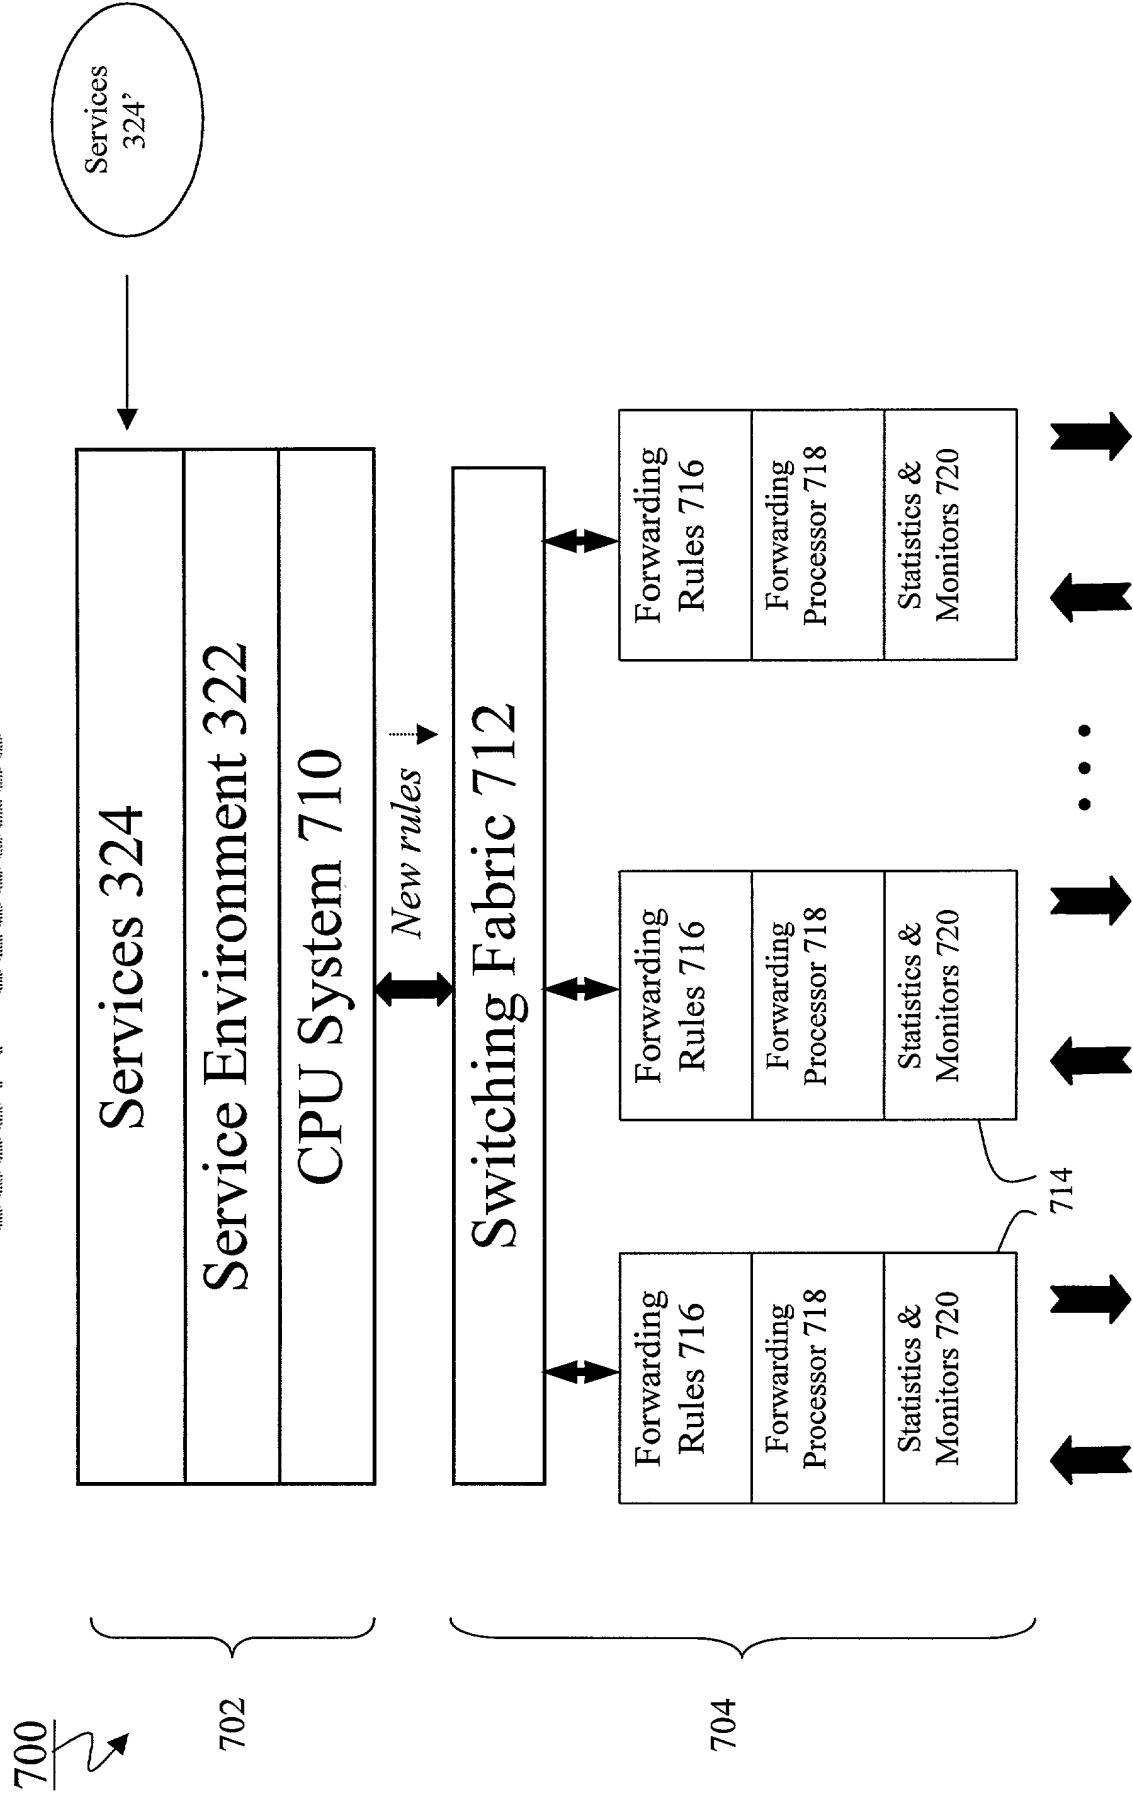 700
Services
324’
702
Services 324
Service Environment 322
CPU System 710
New rules
704
Switching Fabric 712
Forwarding
Rules 716
Forwarding
Processor 718
Statistics &
Monitors 720
Forwarding
Rules 716
Forwarding
Processor 718
Statistics &
Monitors 720
Forwarding
Rules 716
Forwarding
Processor 718
Statistics &
Monitors 720
714